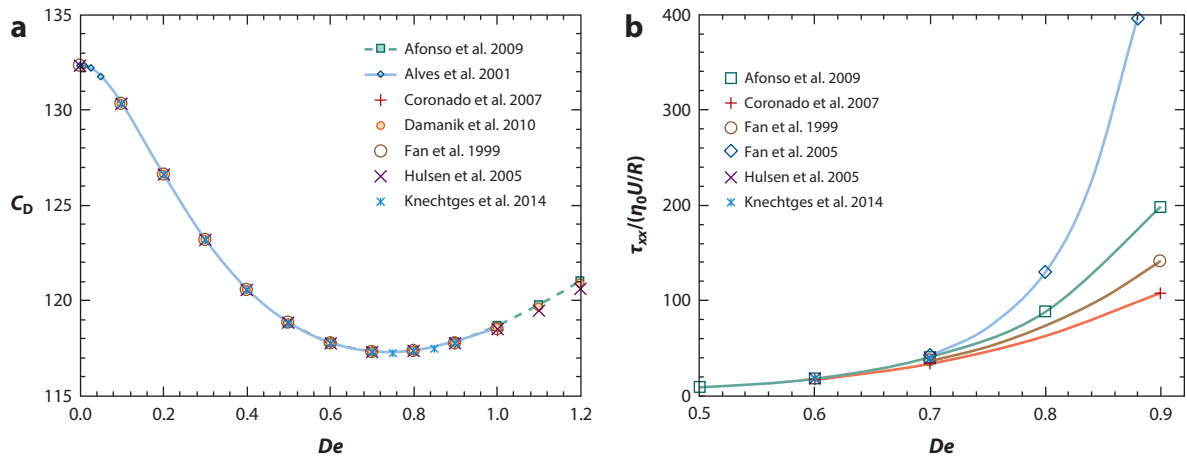 a
Afonso et al. 2009
Alves et al. 2001
Coronado et al. 2007
Damanik et al. 2010
Fan et al. 1999
Hulsen et al. 2005
Knechtges et al. 2014
C_D
130
125
120
115
0.0 0.2 0.4 0.6 0.8 1.0 1.2
De
b
Afonso et al. 2009
Coronado et al. 2007
Fan et al. 1999
Fan et al. 2005
Hulsen et al. 2005
Knechtges et al. 2014
τ_xx/(η_0U/R)
400
300
200
100
0
0.5 0.6 0.7 0.8 0.9
De